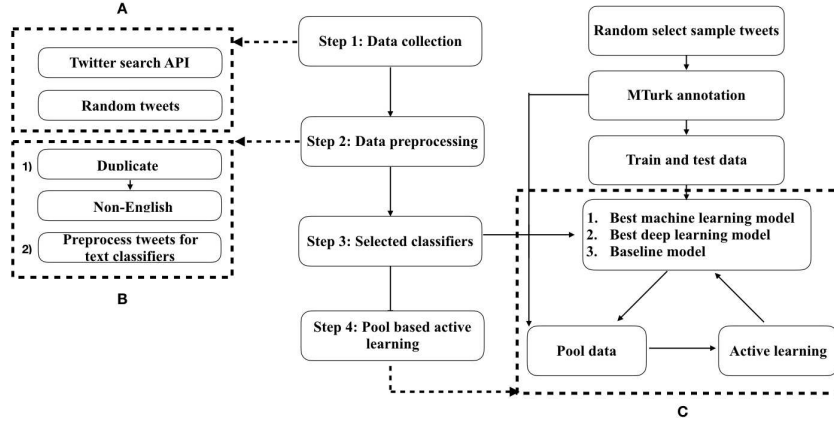 A
Twitter search API
Random tweets
1) Duplicate
Non-English
2) Preprocess tweets for
text classifiers
B
Step 1: Data collection
Step 2: Data preprocessing
Step 3: Selected classifiers
Step 4: Pool based active
learning
Random select sample tweets
MTurk annotation
Train and test data
1. Best machine learning model
2. Best deep learning model
3. Baseline model
Pool data
Active learning
C